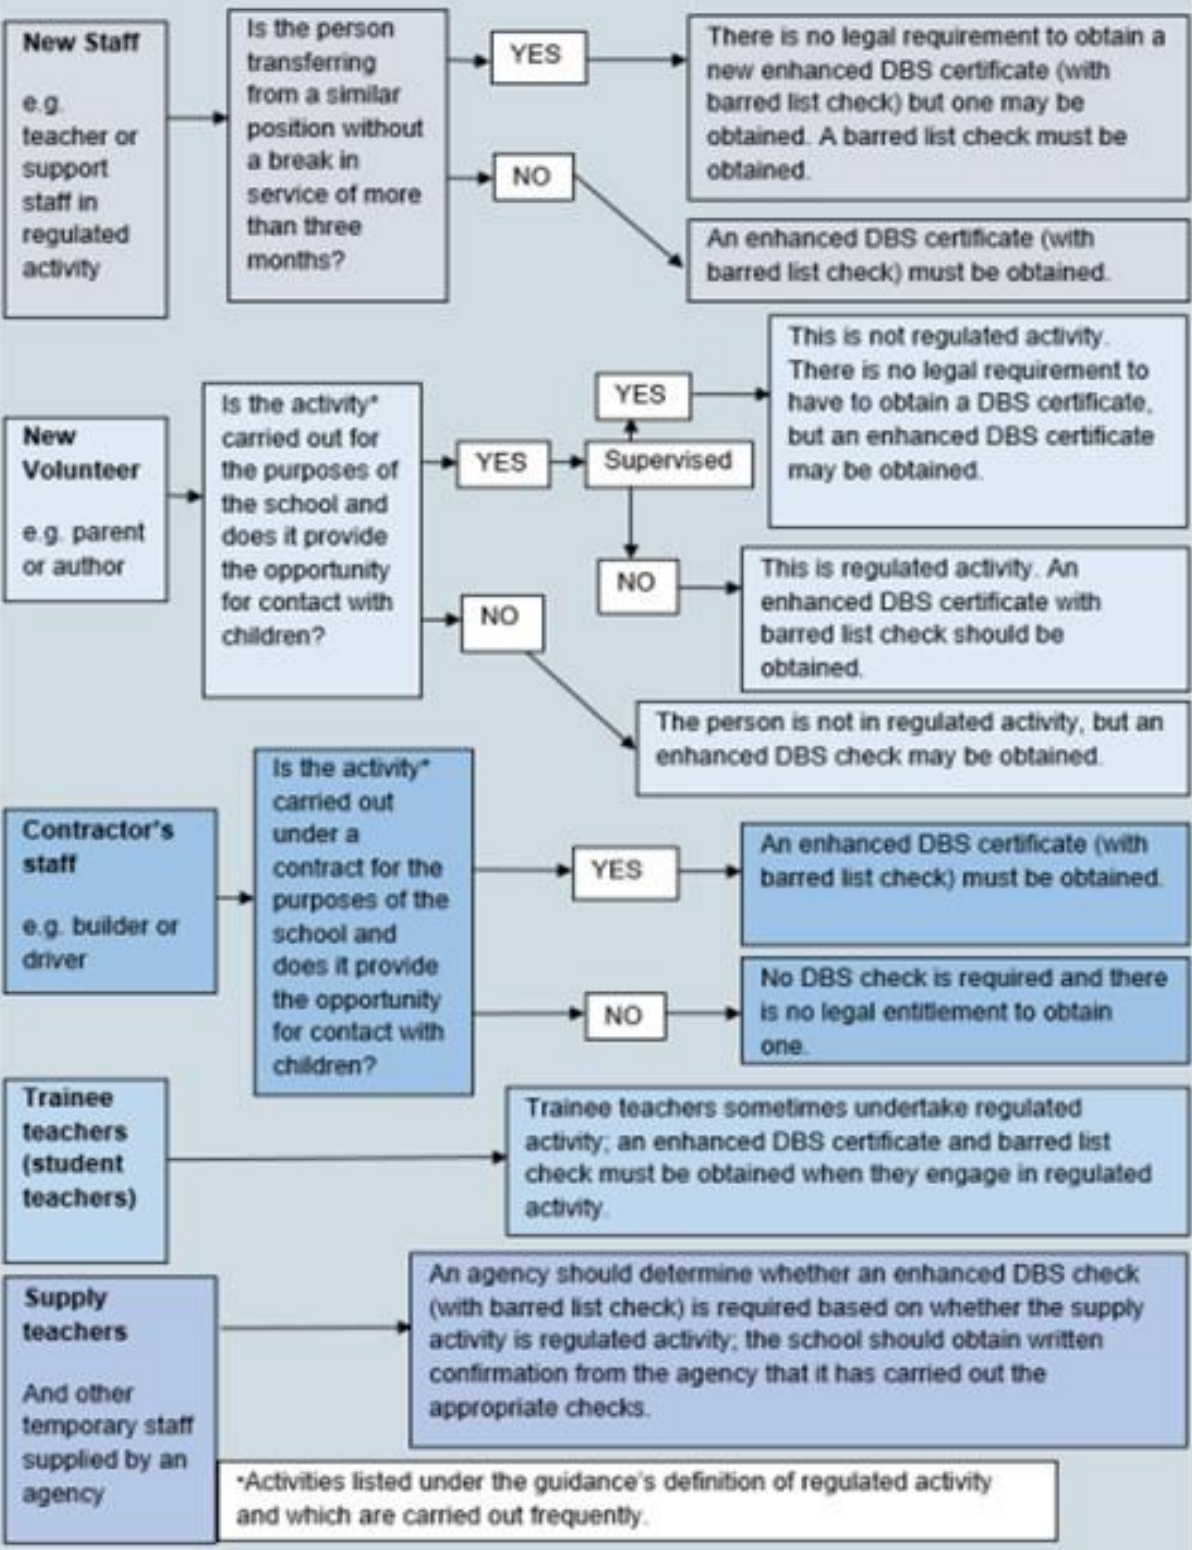 New Staff
e.g.
teacher or
support
staff in
regulated
activity
Is the person
transferring
from a similar
position without
a break in
service of more
than three
months?
YES
There is no legal requirement to obtain a
new enhanced DBS certificate (with
barred list check) but one may be
obtained. A barred list check must be
obtained.
NO
An enhanced DBS certificate (with
barred list check) must be obtained.
New
Volunteer
e.g. parent
or author
Is the activity*
carried out for
the purposes of
the school and
does it provide
the opportunity
for contact with
children?
YES
Supervised
YES
This is not regulated activity.
There is no legal requirement to
have to obtain a DBS certificate,
but an enhanced DBS certificate
may be obtained.
NO
This is regulated activity. An
enhanced DBS certificate with
barred list check should be
obtained.
NO
The person is not in regulated activity, but an
enhanced DBS check may be obtained.
Contractor's
staff
e.g. builder or
driver
Is the activity*
carried out
under a
contract for the
purposes of the
school and
does it provide
the opportunity
for contact with
children?
YES
An enhanced DBS certificate (with
barred list check) must be obtained.
NO
No DBS check is required and there
is no legal entitlement to obtain
one.
Trainee
teachers
(student
teachers)
Trainee teachers sometimes undertake regulated
activity; an enhanced DBS certificate and barred list
check must be obtained when they engage in regulated
activity.
Supply
teachers
And other
temporary staff
supplied by an
agency
An agency should determine whether an enhanced DBS check
(with barred list check) is required based on whether the supply
activity is regulated activity; the school should obtain written
confirmation from the agency that it has carried out the
appropriate checks.
*Activities listed under the guidance's definition of regulated activity
and which are carried out frequently.